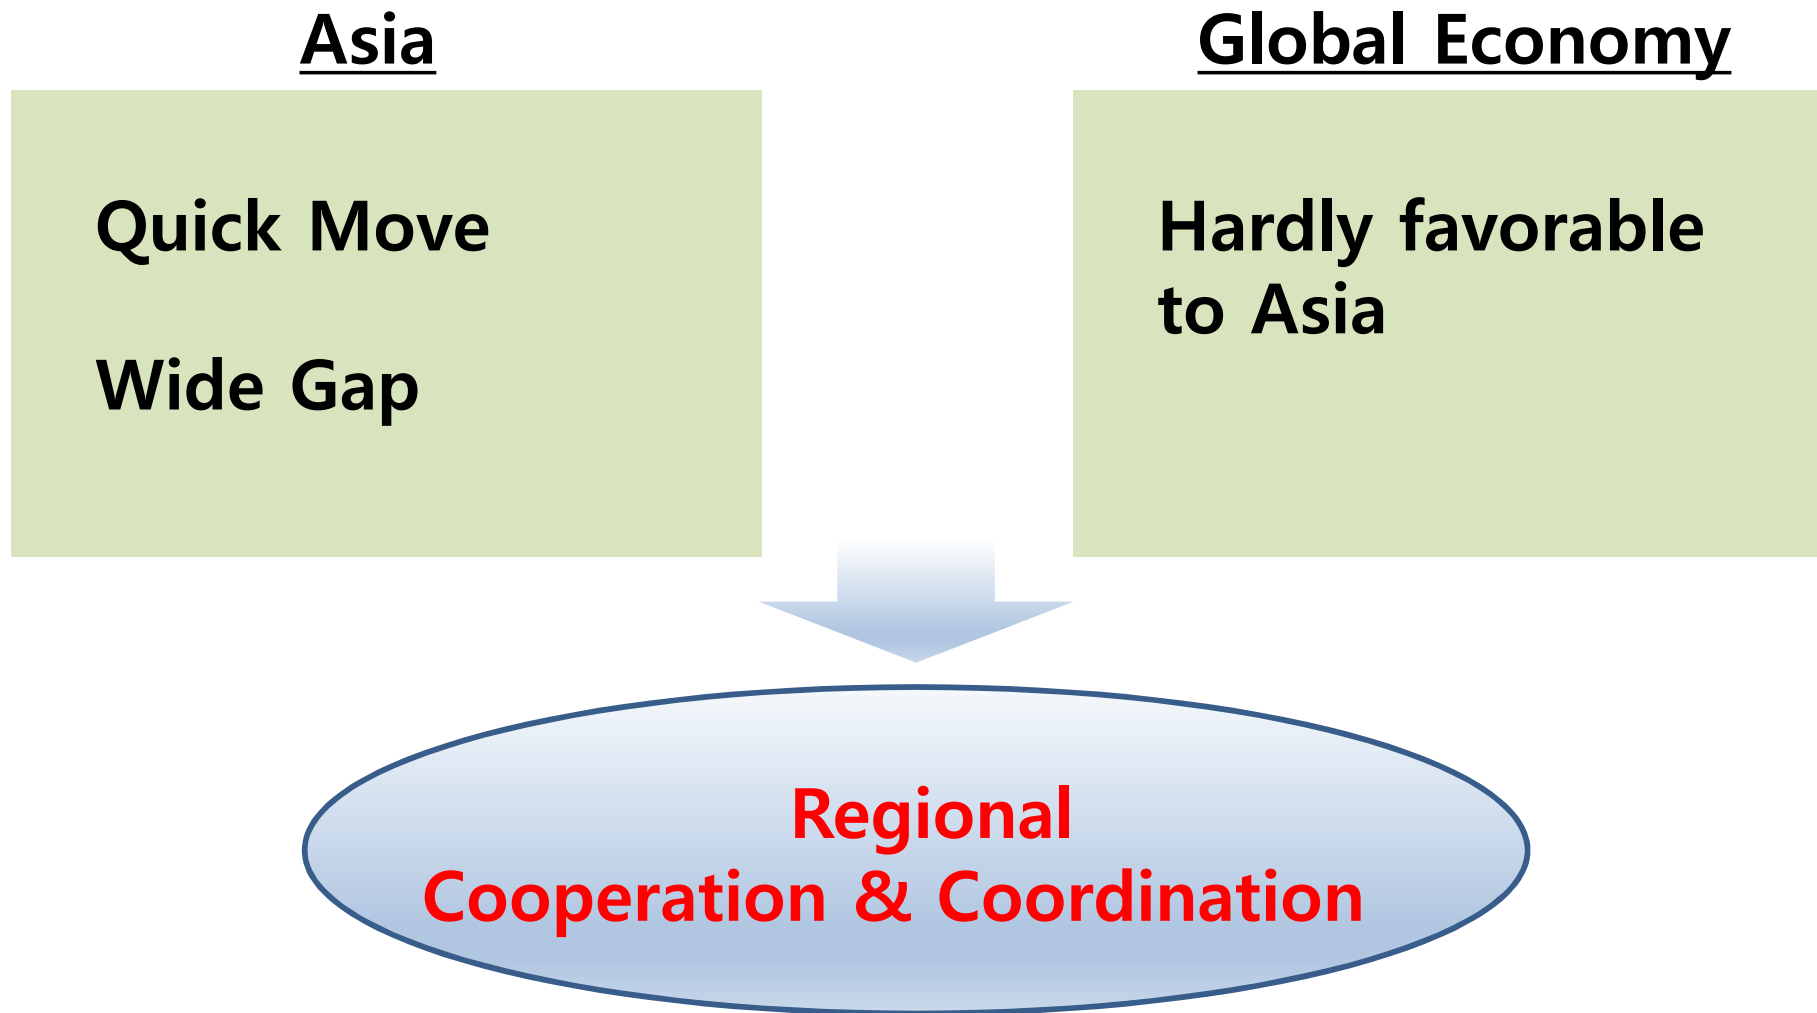 Asia
Quick Move
Wide Gap
Global Economy
Hardly favorable
to Asia
Regional
Cooperation & Coordination